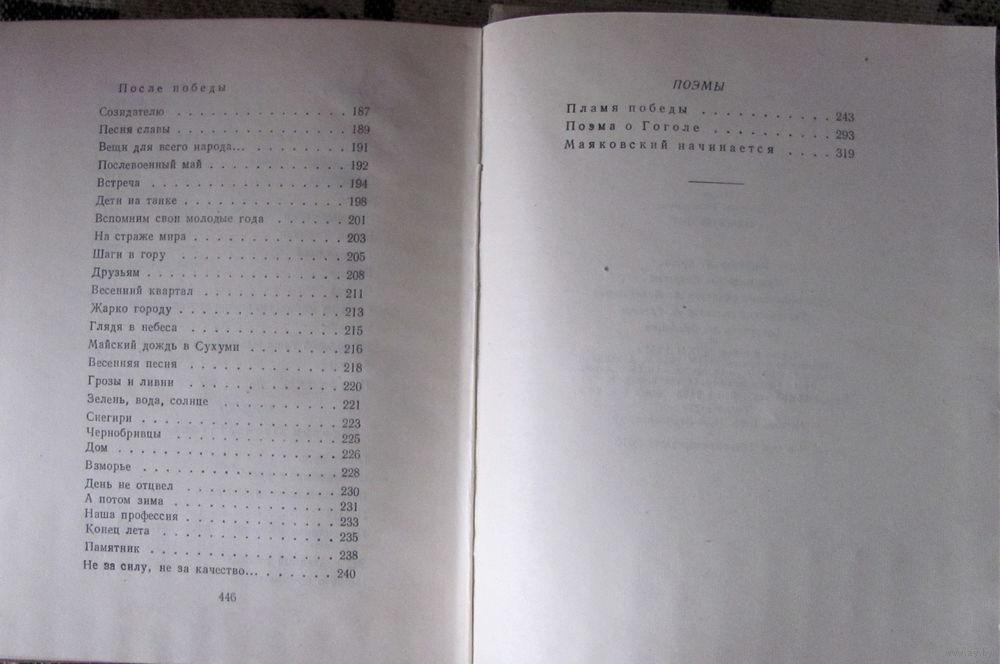 После победы
Созидателю . . . . . . . . . . . . . . 187
Песня славы . . . . . . . . . . . . . . 189
Вещи для всего народа... . . . . . . . . 191
Послевоенный май . . . . . . . . . . . 192
Встреча . . . . . . . . . . . . . . . . 194
Дети на танке . . . . . . . . . . . . . 198
Вспомним свои молодые года . . . . . . 201
На страже мира . . . . . . . . . . . . 203
Шаги в гору . . . . . . . . . . . . . 205
Друзьям . . . . . . . . . . . . . . . . 208
Весенний квартал . . . . . . . . . . . 211
Жарко городу . . . . . . . . . . . . . 213
Глядя в небеса . . . . . . . . . . . . 215
Майский дождь в Сухуми . . . . . . . . 216
Весенняя песня . . . . . . . . . . . . 218
Грозы и ливни . . . . . . . . . . . . 220
Зелень, вода, солнце . . . . . . . . . 221
Снегири . . . . . . . . . . . . . . . . 223
Чернобривцы . . . . . . . . . . . . . 225
Дом . . . . . . . . . . . . . . . . . . 226
Взморье . . . . . . . . . . . . . . . . 228
День не отцвел . . . . . . . . . . . . 230
А потом зима . . . . . . . . . . . . . 231
Наша профессия . . . . . . . . . . . . 233
Конец лета . . . . . . . . . . . . . . 235
Памятник . . . . . . . . . . . . . . . 238
Не за силу, не за качество... . . . . . . 240
446
ПОЭМЫ
Пламя победы . . . . . . . . . . . 243
Поэма о Гоголе . . . . . . . . . . 293
Маяковский начинается . . . . 319